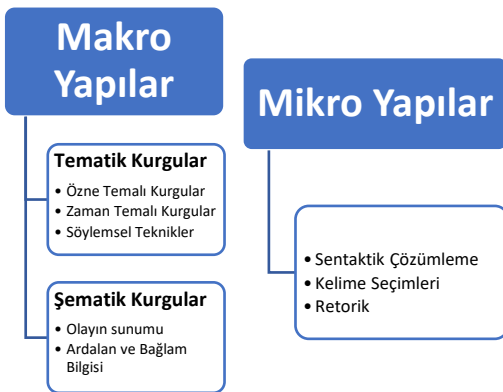 Makro
Yapılar
Tematik Kurgular
• Özne Temalı Kurgular
• Zaman Temalı Kurgular
• Söylemsel Teknikler
Şematik Kurgular
• Olayın sunumu
• Ardalan ve Bağlam
Bilgisi
Mikro Yapılar
• Sentaktik Çözümleme
• Kelime Seçimleri
• Retorik